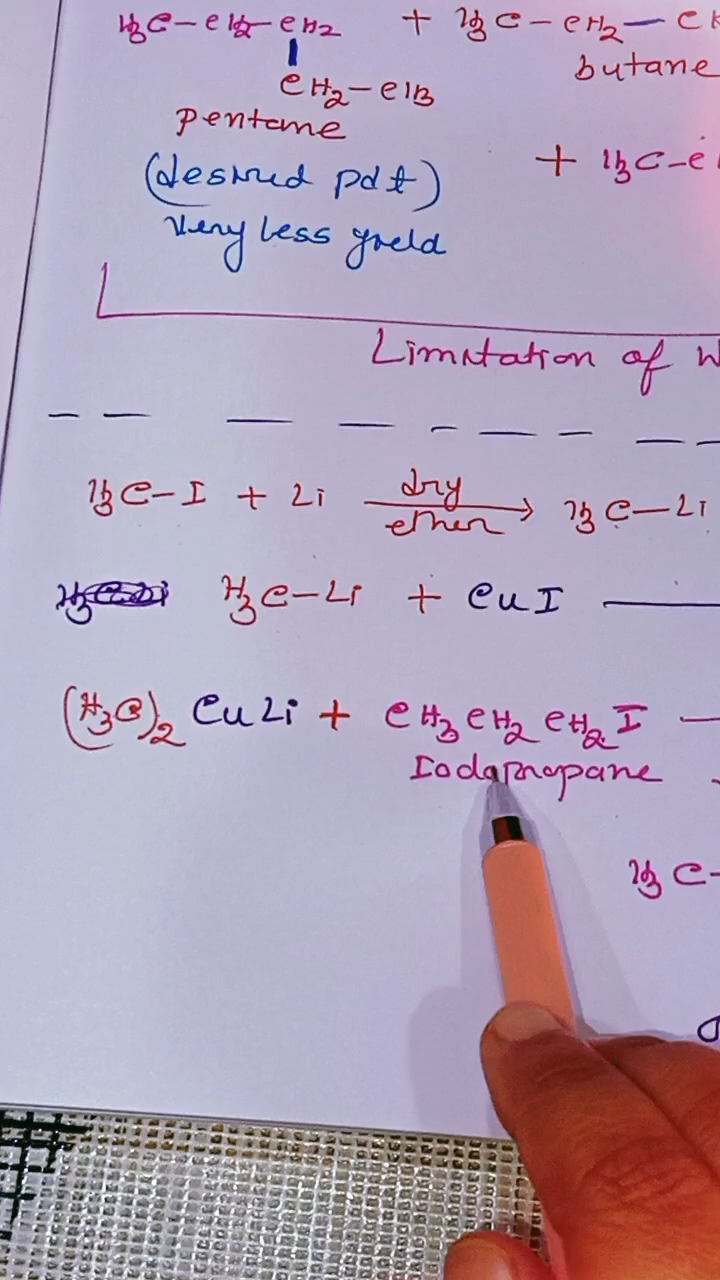 H₃C-CH₂-CH₂ + H₃C-CH₂-C
CH₂-CH₃ butane
pentane
(desired pdt) + H₃C-C
Very less yield
Limitation of W
H₃C-I + Li dry ether → H₃C-Li
H₃C-Li + CuI
(H₃C)₂ CuLi + CH₃CH₂CH₂I
Iodopropane
H₃C-